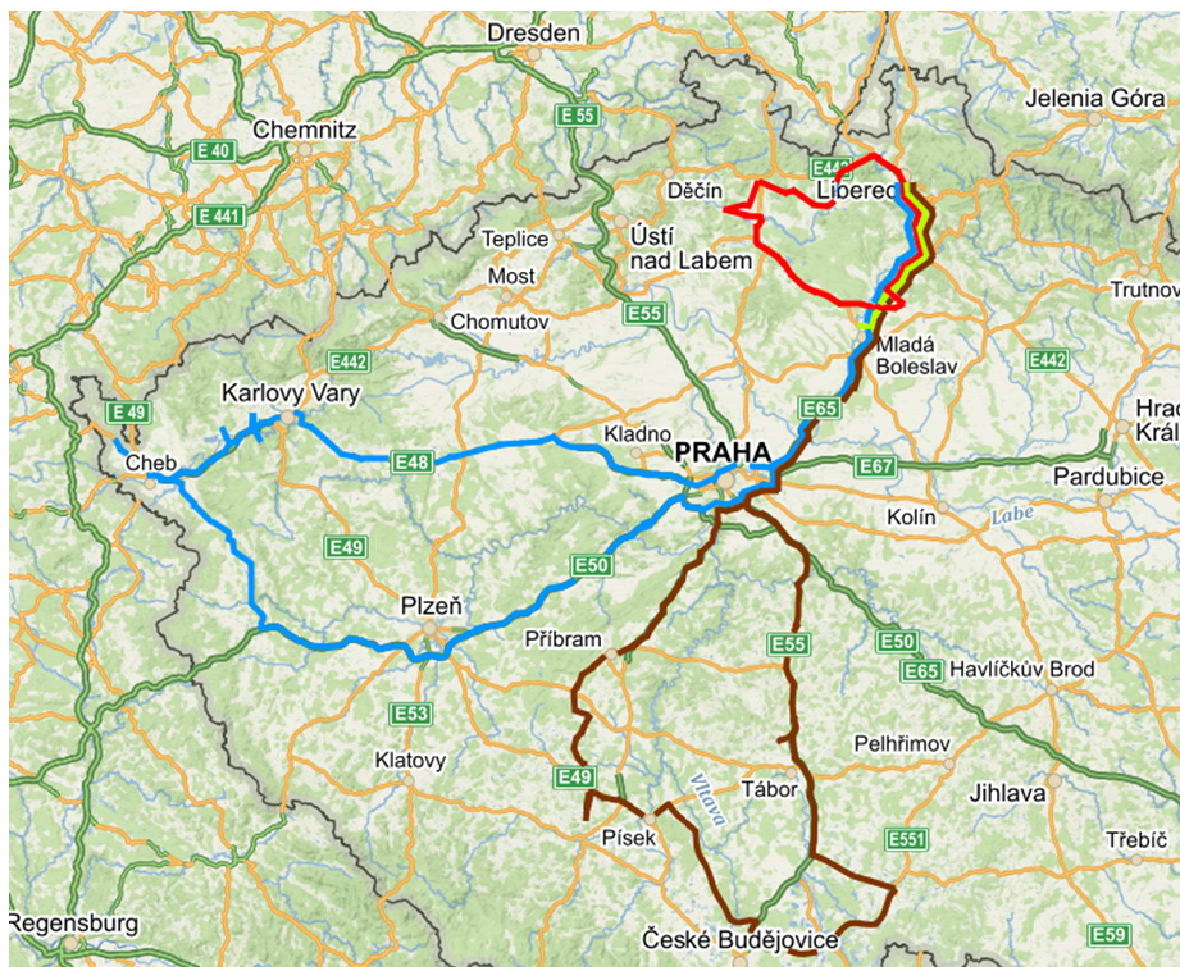 Dresden
E 55
Jelenia Góra
Chemnitz
E 40
E 442
Děčín
Liberec
E 441
Teplice
Ústí
nad Labem
Most
Trutnov
Chomutov
E55
Mladá
Boleslav
E442
E442
Karlovy Vary
E 49
E65
Hrad
Král
Kladno
PRAHA
Cheb
E48
E67
Pardubice
Kolín
Labe
E49
E50
Plzeň
Příbram
E55
E50
E65
Havlíčkův Brod
E53
Klatovy
Pelhřimov
E49
Vltava
Tábor
Jihlava
Písek
E551
Třebíč
Regensburg
České Budějovice
E59